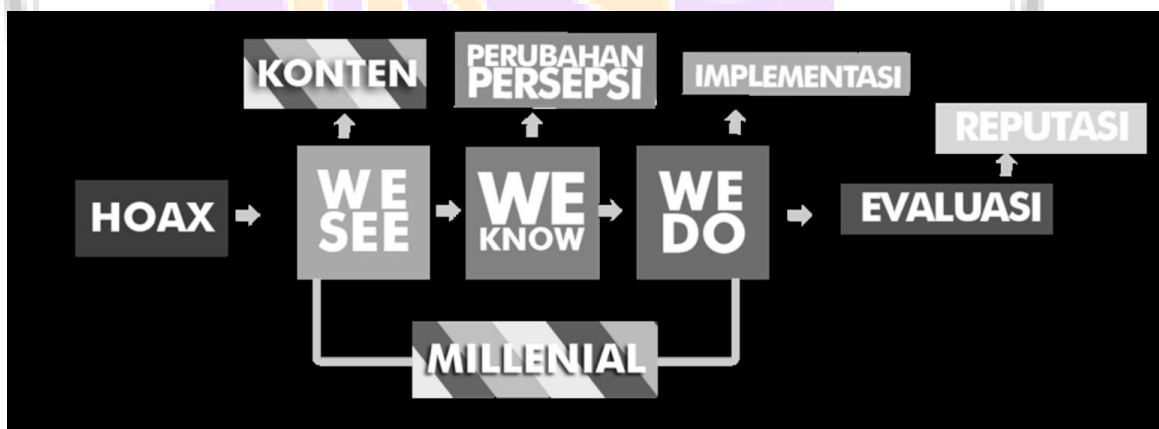 KONTEN
PERUBAHAN
PERSEPSI
IMPLEMENTASI
REPUTASI
HOAX
WE
SEE
WE
KNOW
WE
DO
EVALUASI
MILLENIAL